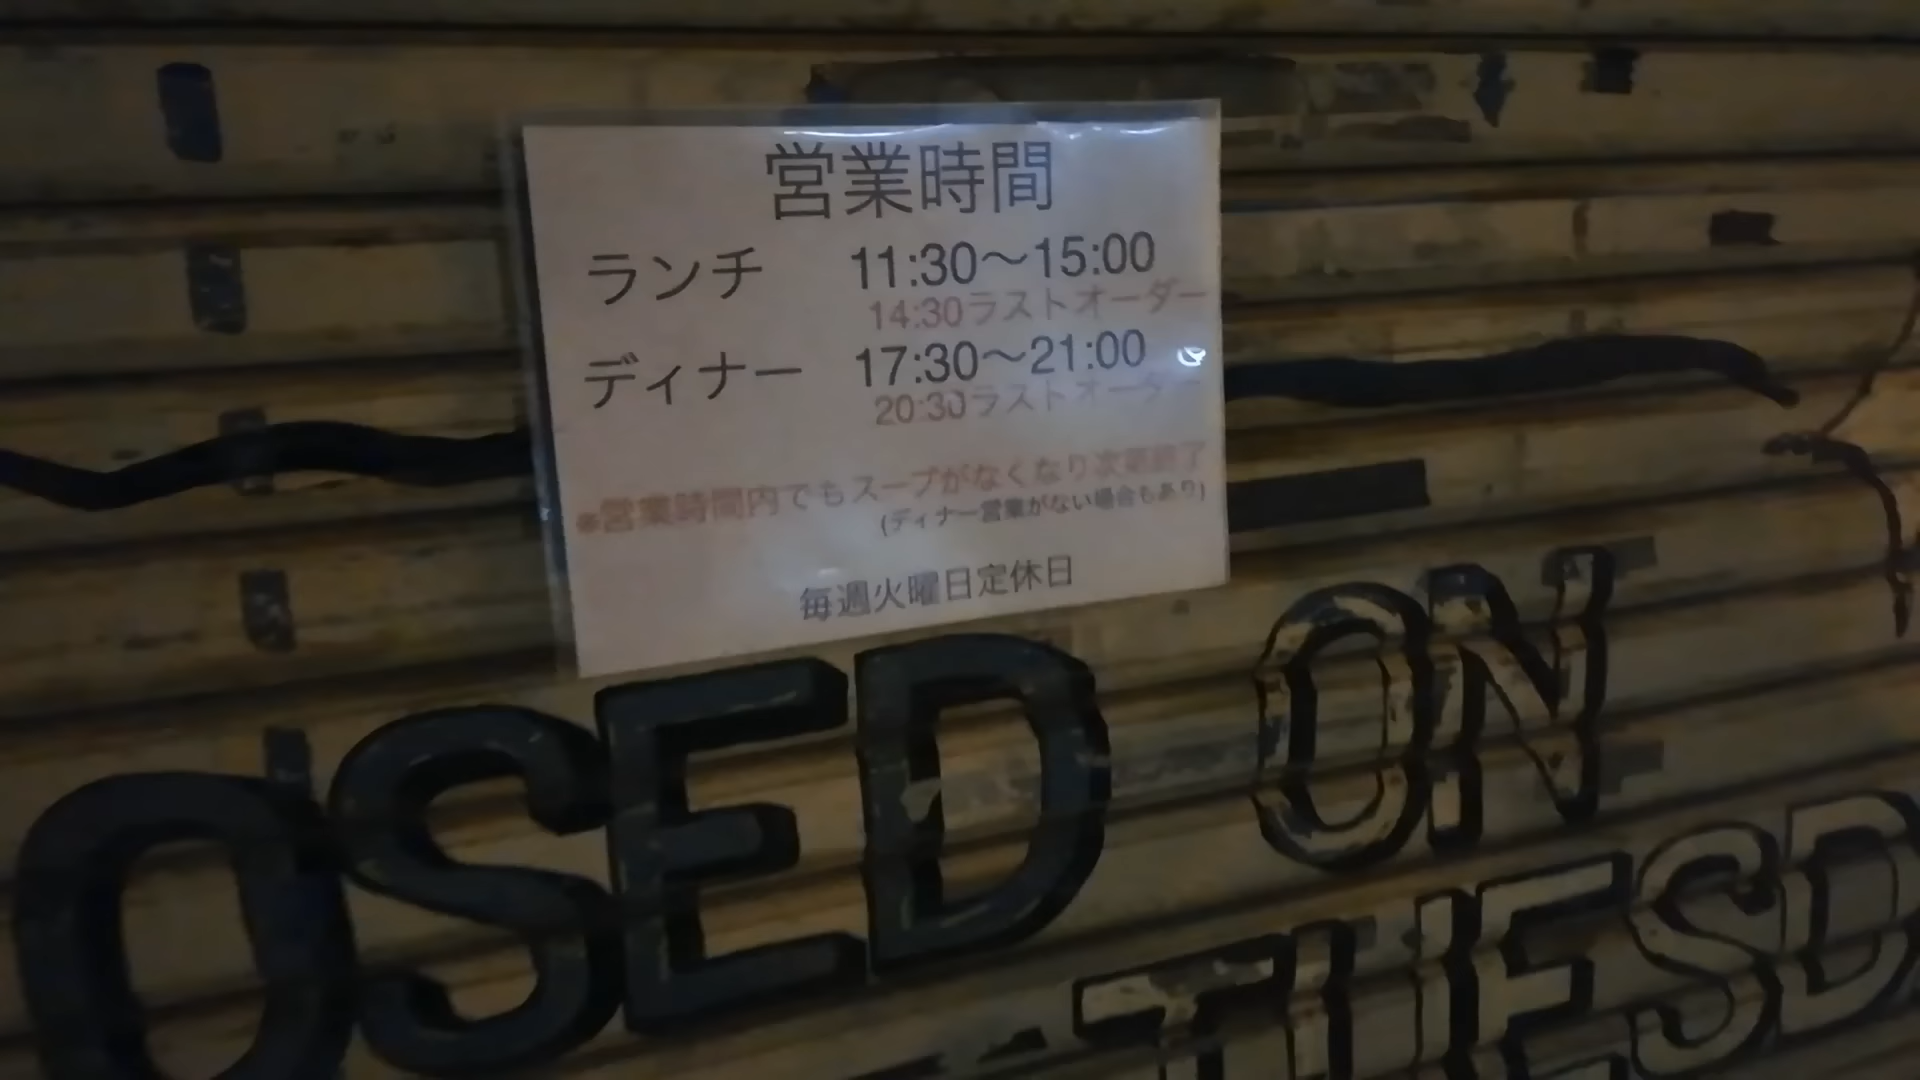 営業時間
ランチ 11:30〜15:00
14:30ラストオーダー
ディナー 17:30〜21:00
20:30ラストオーダー
※営業時間内でもスープがなくなり次第終了
(ディナー営業がない場合もあり)
毎週火曜日定休日
OSED ON
TUESD